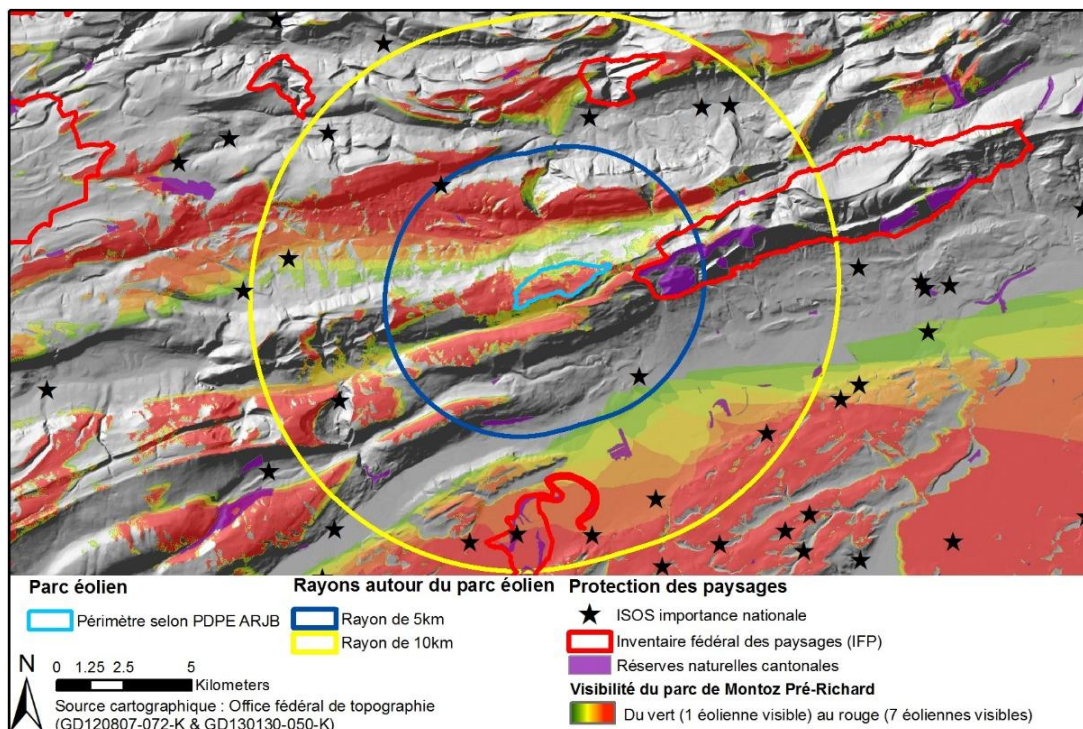 Parc éolien
Périmètre selon PDPE ARJB
Rayons autour du parc éolien
Rayon de 5km
Rayon de 10km
Protection des paysages
ISOS importance nationale
Inventaire fédéral des paysages (IFP)
Réserves naturelles cantonales
Visibilité du parc de Montoz Pré-Richard
Du vert (1 éolienne visible) au rouge (7 éoliennes visibles)
N
0 1.25 2.5 5
Kilometers
Source cartographique : Office fédéral de topographie
(GD120807-072-K & GD130130-050-K)